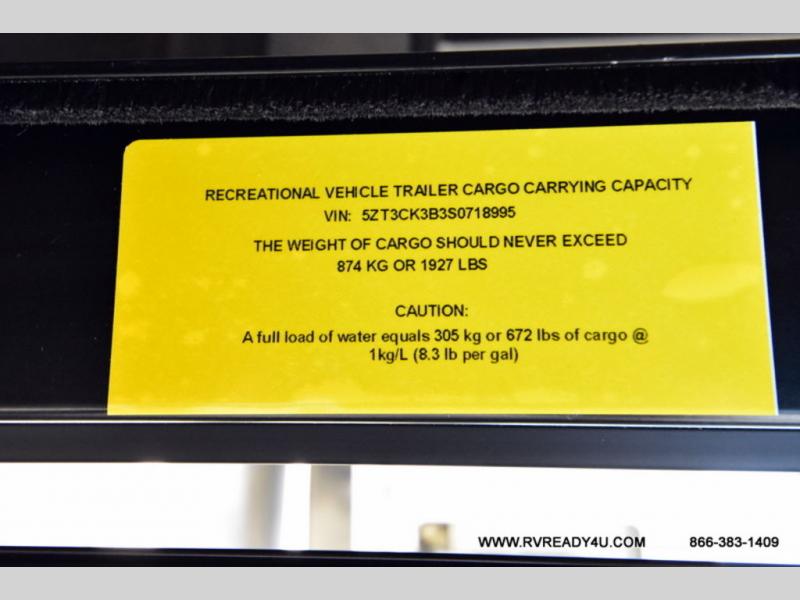 RECREATIONAL VEHICLE TRAILER CARGO CARRYING CAPACITY
VIN: 5ZT3CK3B3S0718995
THE WEIGHT OF CARGO SHOULD NEVER EXCEED
874 KG OR 1927 LBS
CAUTION:
A full load of water equals 305 kg or 672 lbs of cargo @
1kg/L (8.3 lb per gal)
WWW.RVREADY4U.COM 866-383-1409